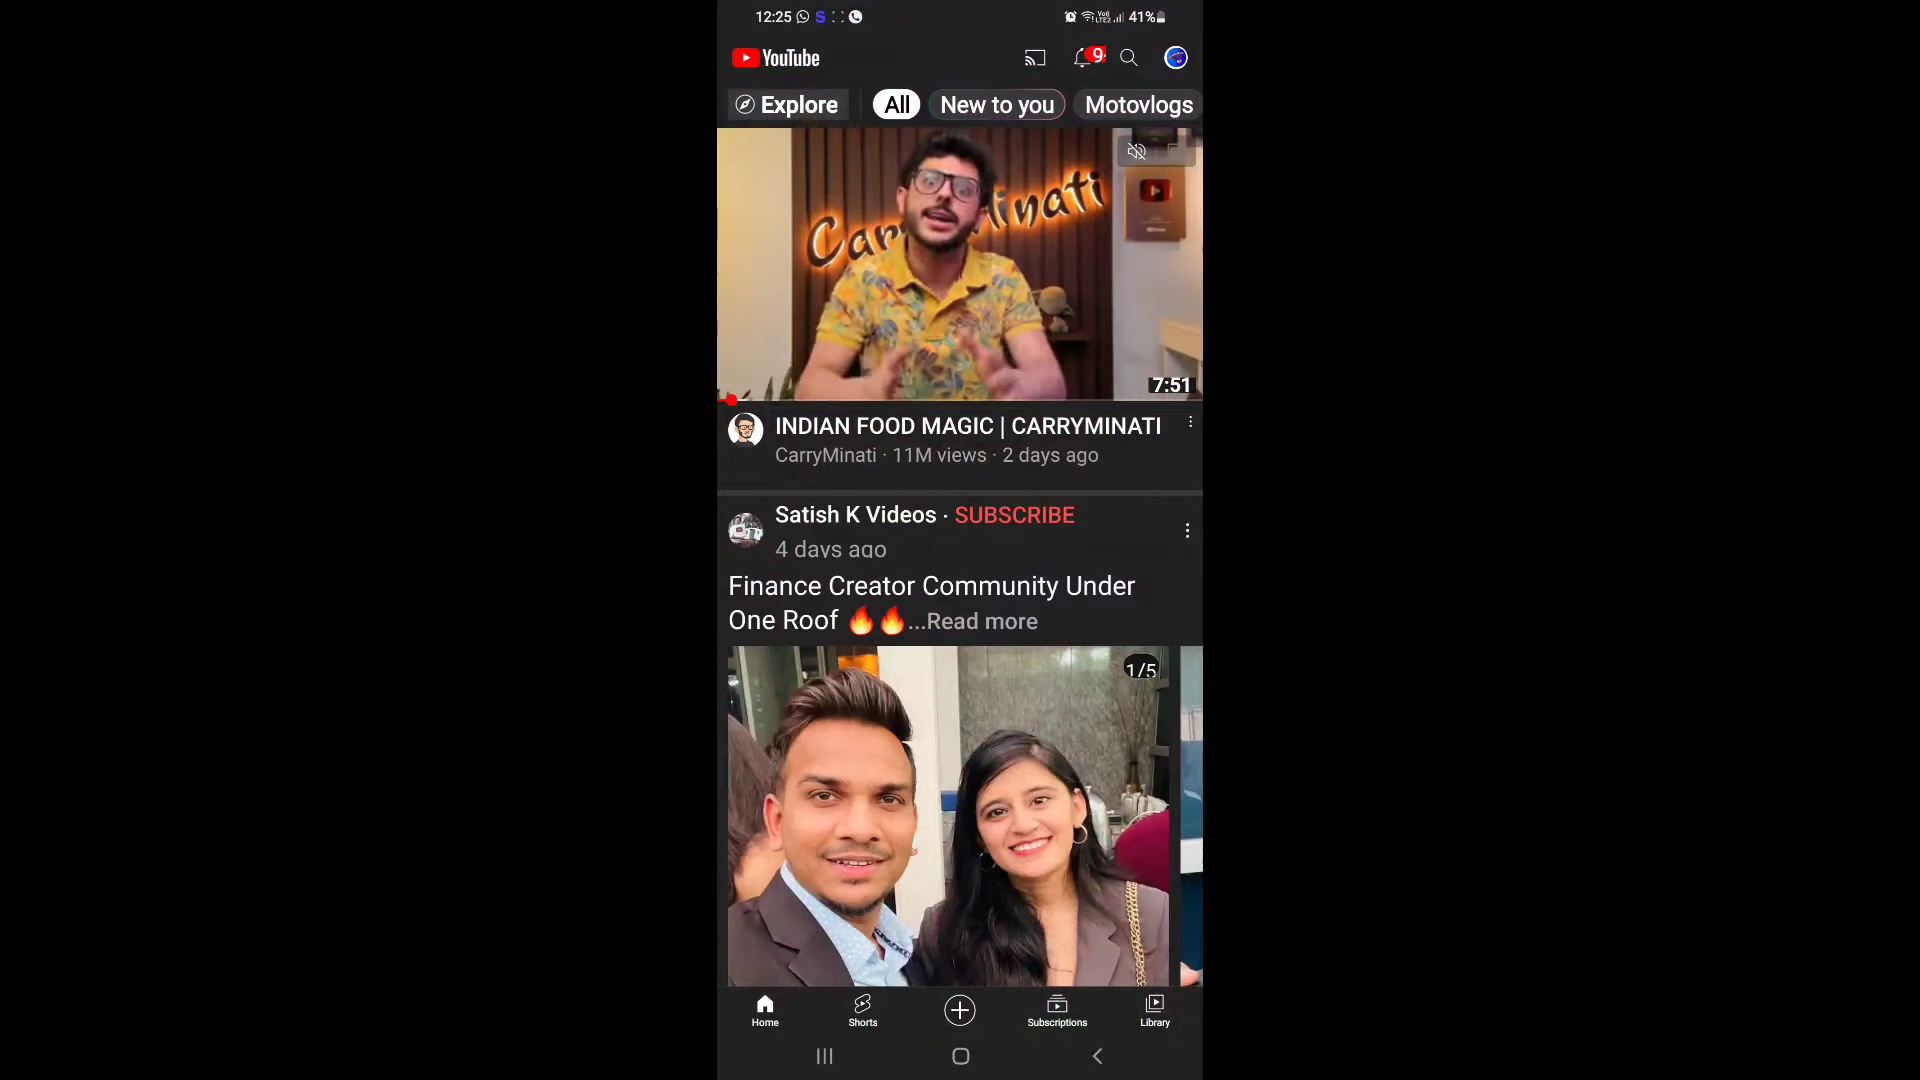 12:25 41%
YouTube 9
Explore All New to you Motovlogs
CarryMinati
7:51
INDIAN FOOD MAGIC | CARRYMINATI
CarryMinati · 11M views · 2 days ago
Satish K Videos · SUBSCRIBE
4 days ago
Finance Creator Community Under
One Roof 🔥🔥...Read more
1/5
Home Shorts Subscriptions Library